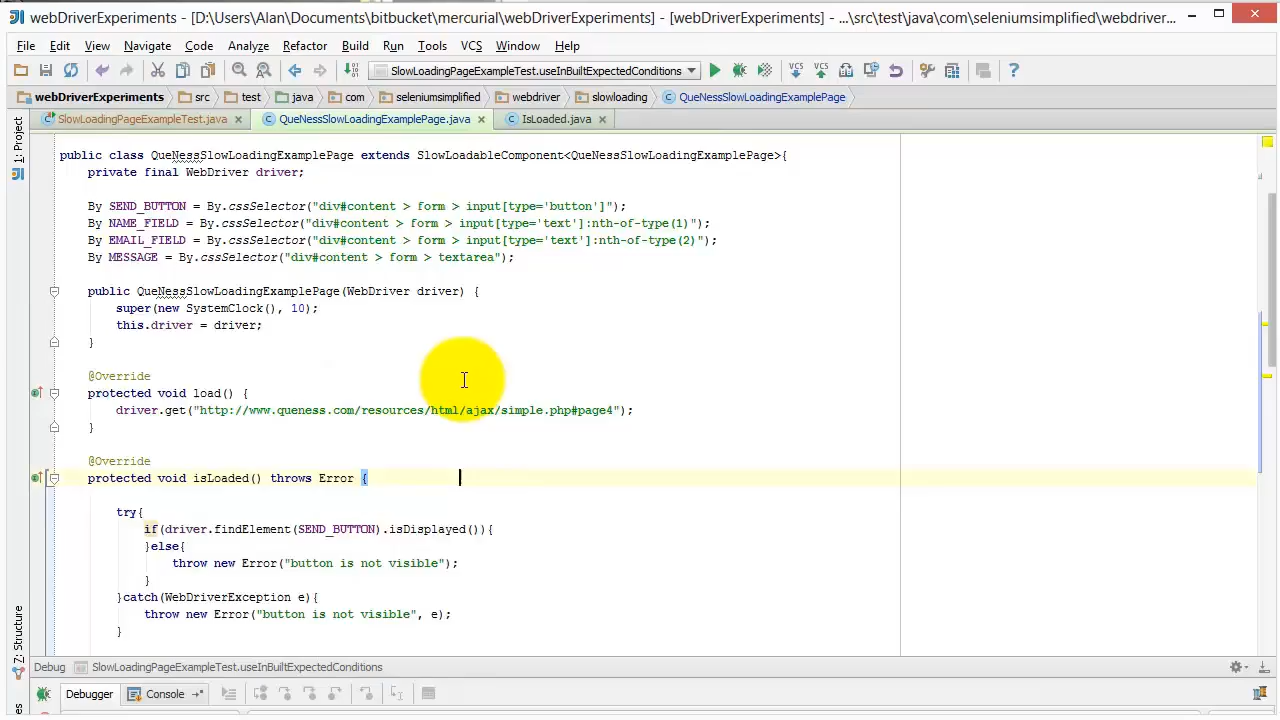 webDriverExperiments - [D:\Users\Alan\Documents\bitbucket\mercurial\webDriverExperiments] - [webDriverExperiments] - ...\src\test\java\com\seleniumsimplified\webdriver...
File Edit View Navigate Code Analyze Refactor Build Run Tools VCS Window Help
SlowLoadingPageExampleTest.useInBuiltExpectedConditions
webDriverExperiments src test java com seleniumsimplified webdriver slowloading QueNessSlowLoadingExamplePage
SlowLoadingPageExampleTest.java QueNessSlowLoadingExamplePage.java IsLoaded.java
1: Project
public class QueNessSlowLoadingExamplePage extends SlowLoadableComponent<QueNessSlowLoadingExamplePage>{
private final WebDriver driver;
By SEND_BUTTON = By.cssSelector("div#content > form > input[type='button']");
By NAME_FIELD = By.cssSelector("div#content > form > input[type='text']:nth-of-type(1)");
By EMAIL_FIELD = By.cssSelector("div#content > form > input[type='text']:nth-of-type(2)");
By MESSAGE = By.cssSelector("div#content > form > textarea");
public QueNessSlowLoadingExamplePage(WebDriver driver) {
super(new SystemClock(), 10);
this.driver = driver;
}
@Override
protected void load() {
driver.get("http://www.queness.com/resources/html/ajax/simple.php#page4");
}
@Override
protected void isLoaded() throws Error {
try{
if(driver.findElement(SEND_BUTTON).isDisplayed()){
}else{
throw new Error("button is not visible");
}
}catch(WebDriverException e){
throw new Error("button is not visible", e);
}
Z: Structure
Debug SlowLoadingPageExampleTest.useInBuiltExpectedConditions
Debugger Console